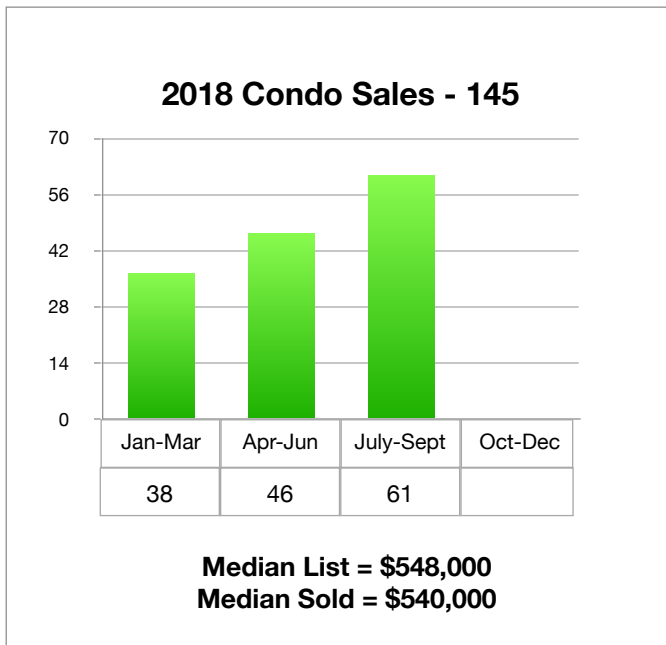 2018 Condo Sales - 145
70
56
42
28
14
0
Jan-Mar Apr-Jun July-Sept Oct-Dec
38 46 61
Median List = $548,000
Median Sold = $540,000